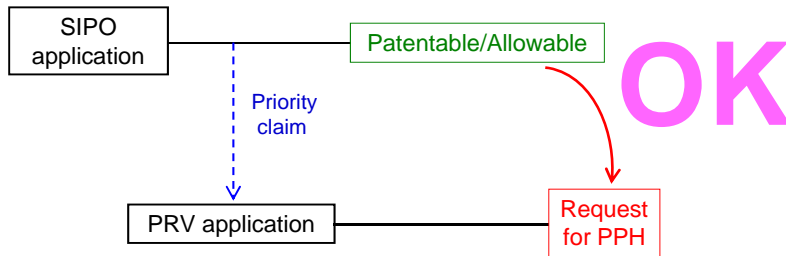 SIPO
application
Patentable/Allowable
OK
Priority
claim
PRV application
Request
for PPH